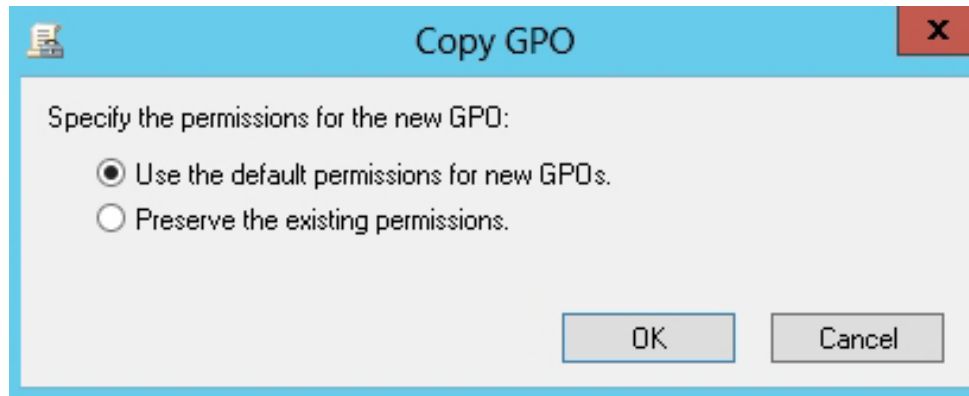 Copy GPO
x
Specify the permissions for the new GPO:
Use the default permissions for new GPOs.
Preserve the existing permissions.
OK Cancel